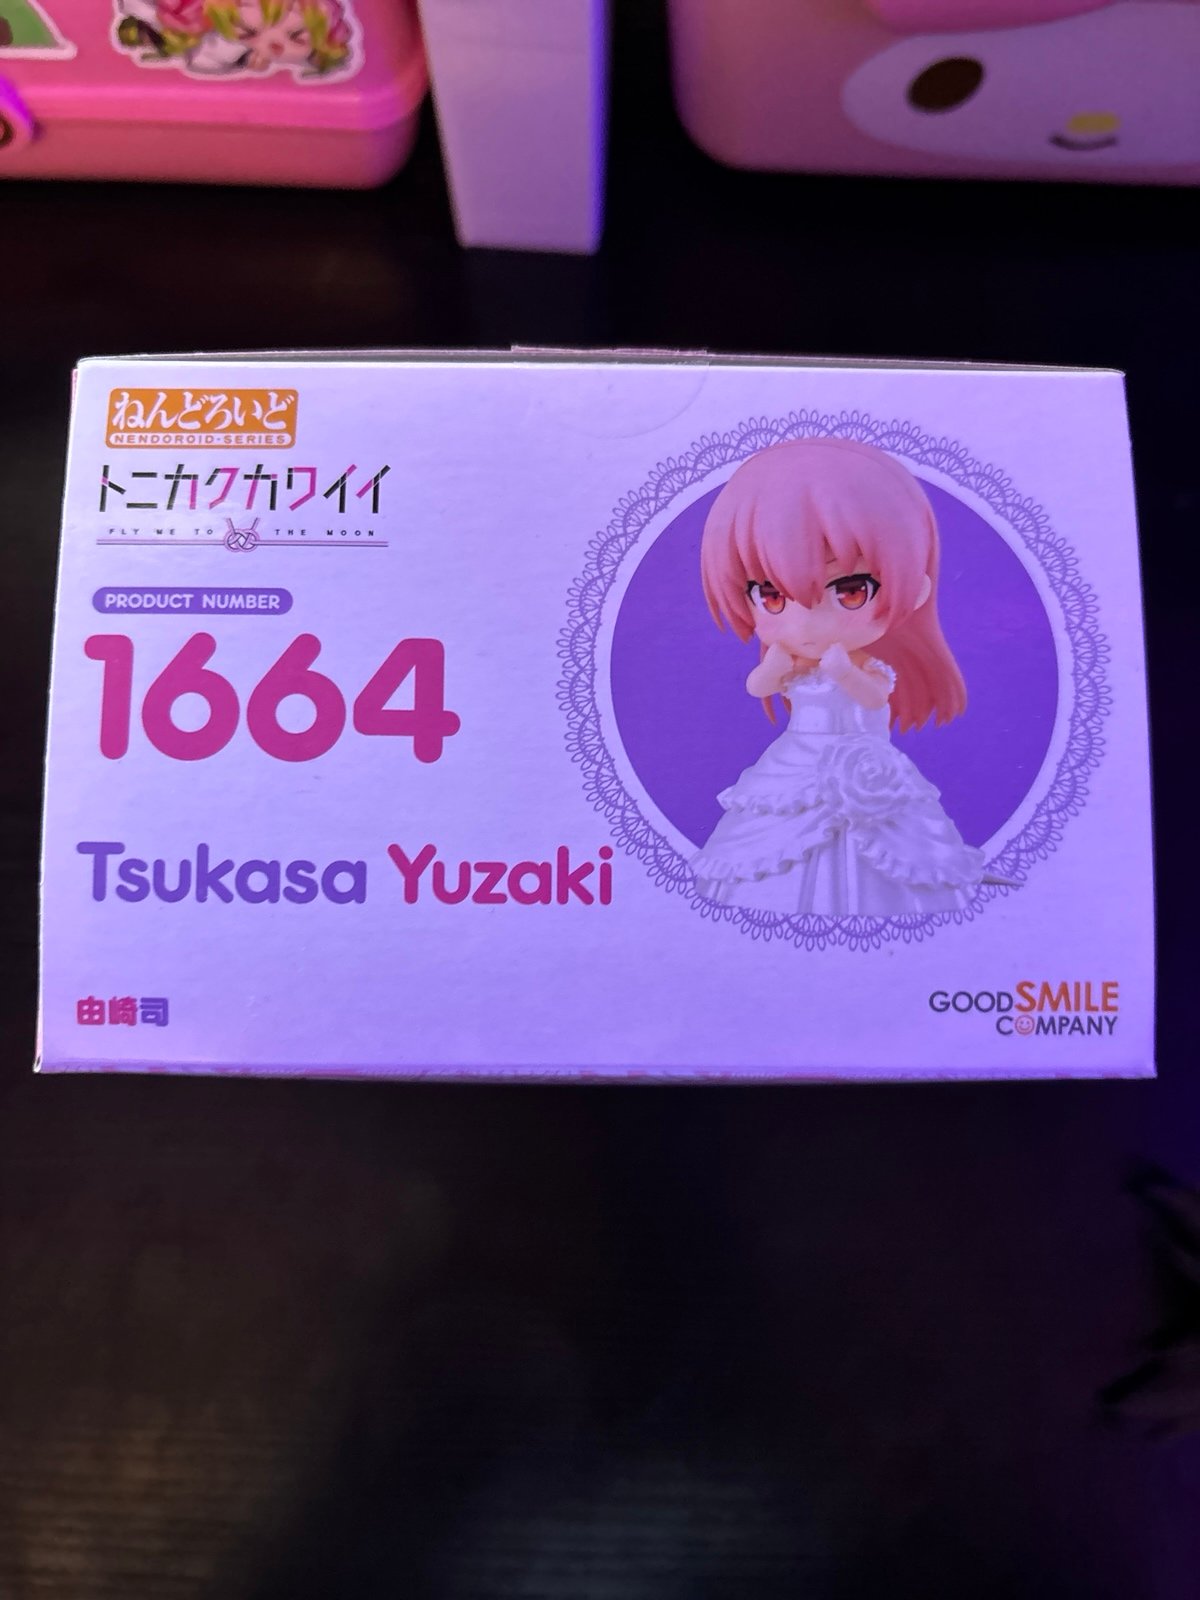 ねんどろいど
NENDOROID-SERIES
トニカクカワイイ
FLY ME TO THE MOON
PRODUCT NUMBER
1664
Tsukasa Yuzaki
由崎司
GOOD SMILE
COMPANY